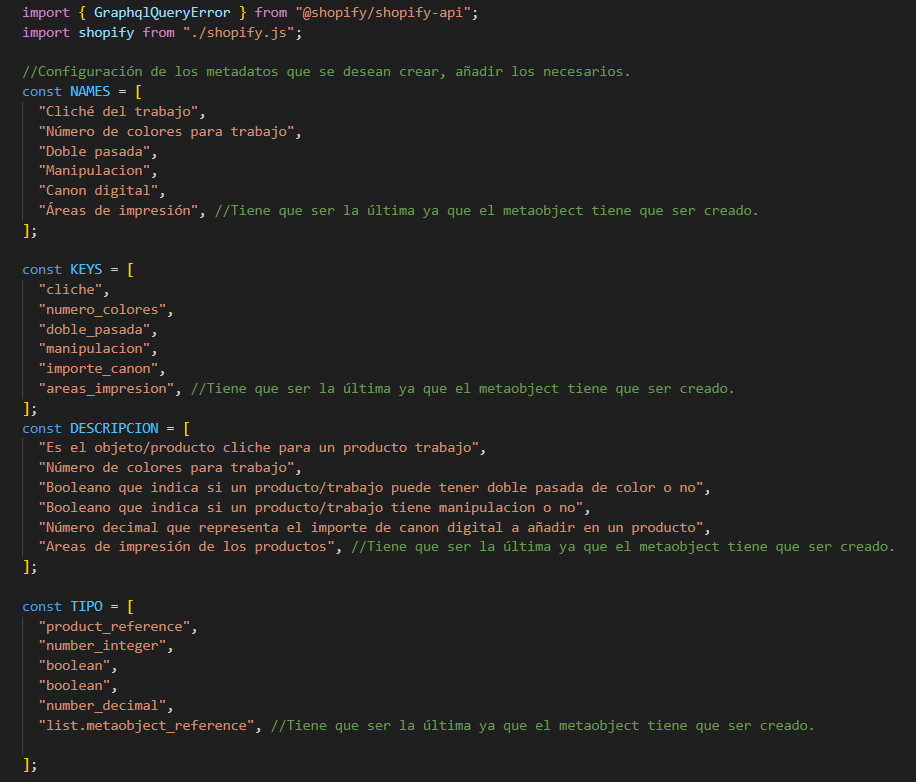 import { GraphqlQueryError } from "@shopify/shopify-api";
import shopify from "./shopify.js";
//Configuración de los metadatos que se desean crear, añadir los necesarios.
const NAMES = [
"Cliché del trabajo",
"Número de colores para trabajo",
"Doble pasada",
"Manipulacion",
"Canon digital",
"Áreas de impresión", //Tiene que ser la última ya que el metaobject tiene que ser creado.
];
const KEYS = [
"cliche",
"numero_colores",
"doble_pasada",
"manipulacion",
"importe_canon",
"areas_impresion", //Tiene que ser la última ya que el metaobject tiene que ser creado.
];
const DESCRIPCION = [
"Es el objeto/producto cliche para un producto trabajo",
"Número de colores para trabajo",
"Booleano que indica si un producto/trabajo puede tener doble pasada de color o no",
"Booleano que indica si un producto/trabajo tiene manipulacion o no",
"Número decimal que representa el importe de canon digital a añadir en un producto",
"Areas de impresión de los productos", //Tiene que ser la última ya que el metaobject tiene que ser creado.
];
const TIPO = [
"product_reference",
"number_integer",
"boolean",
"boolean",
"number_decimal",
"list.metaobject_reference", //Tiene que ser la última ya que el metaobject tiene que ser creado.
];